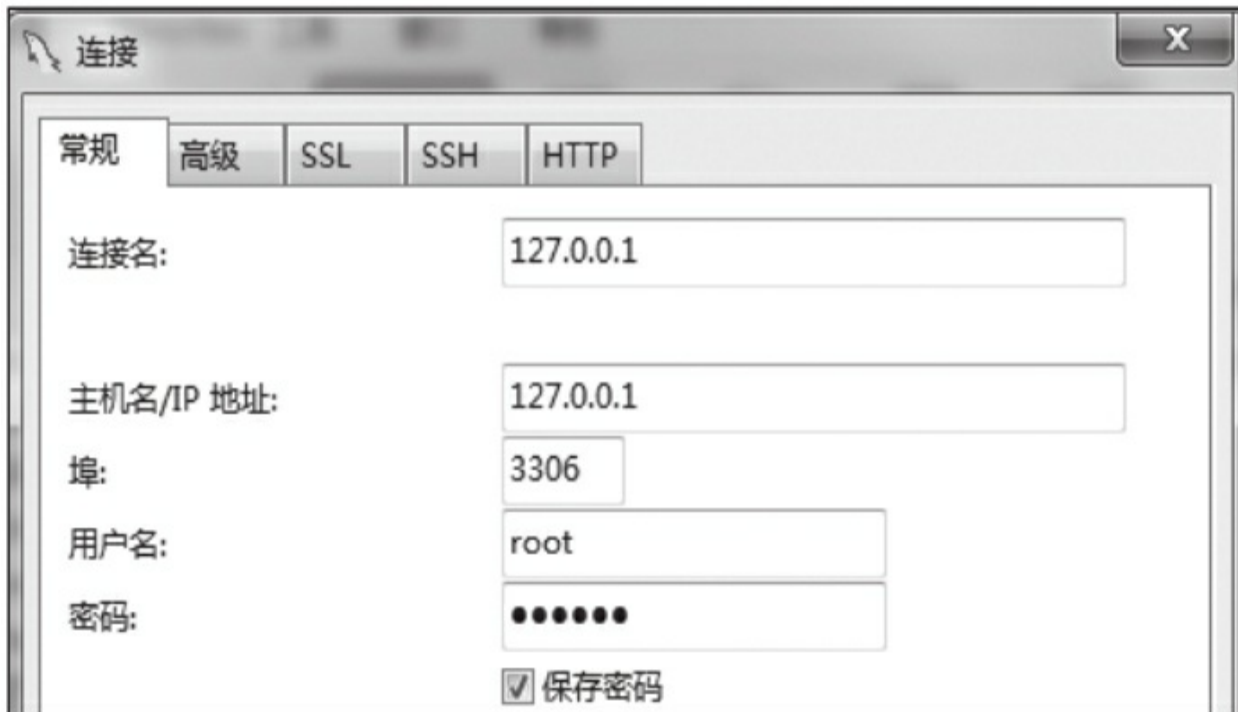 连接
X
常规 高级 SSL SSH HTTP
连接名: 127.0.0.1
主机名/IP 地址: 127.0.0.1
埠: 3306
用户名: root
密码: ●●●●●●
保存密码